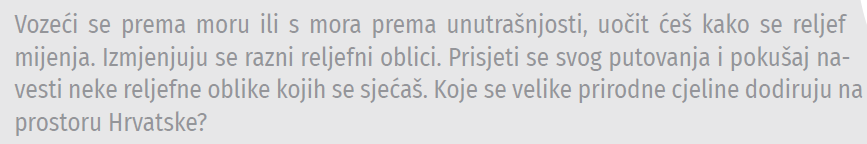 Vozeći se prema moru ili s mora prema unutrašnjosti, uočit ćeš kako se reljef
mijenja. Izmjenjuju se razni reljefni oblici. Prisjeti se svog putovanja i pokušaj na-
vesti neke reljefne oblike kojih se sjećaš. Koje se velike prirodne cjeline dodiruju na
prostoru Hrvatske?